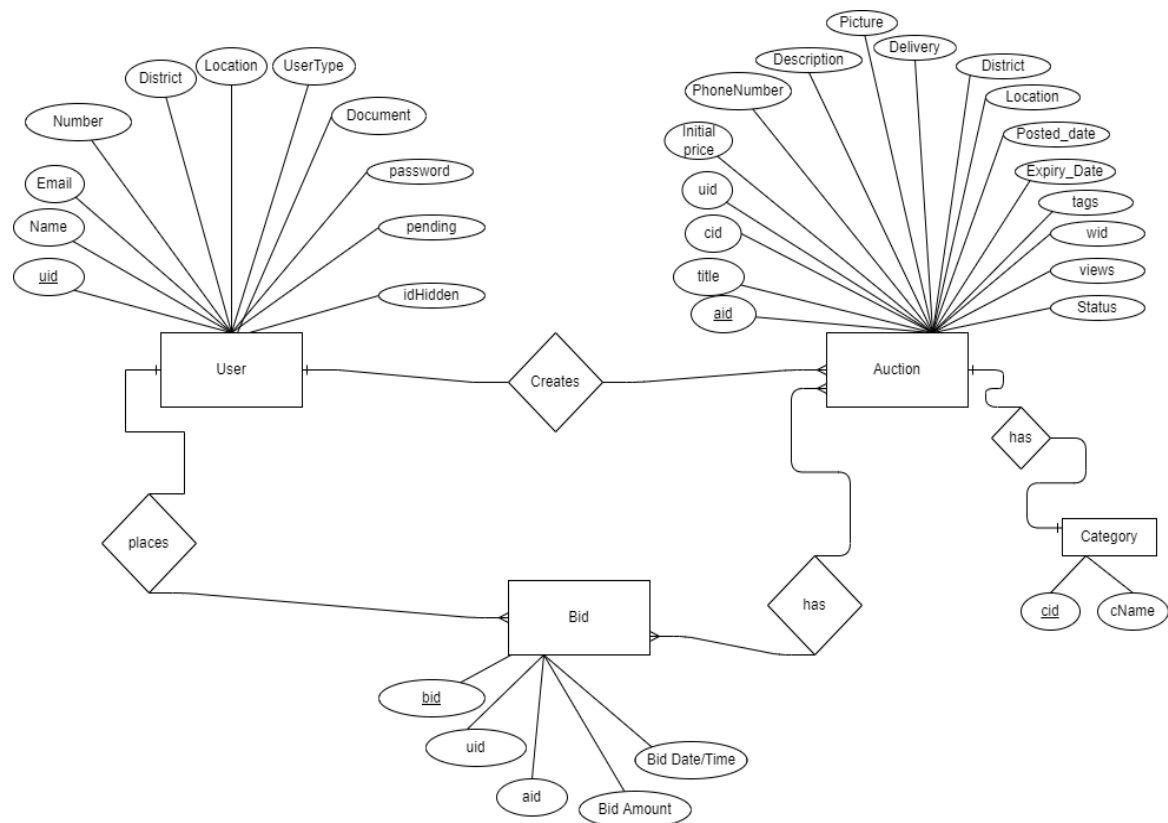 Picture
Delivery
Location
UserType
District
Description
District
PhoneNumber
Location
Document
Number
Initial
price
Posted_date
password
Expiry_Date
Email
uid
tags
Name
pending
cid
wid
uid
title
views
idHidden
aid
Status
User
Creates
Auction
has
places
Category
has
Bid
cid
cName
bid
uid
Bid Date/Time
aid
Bid Amount